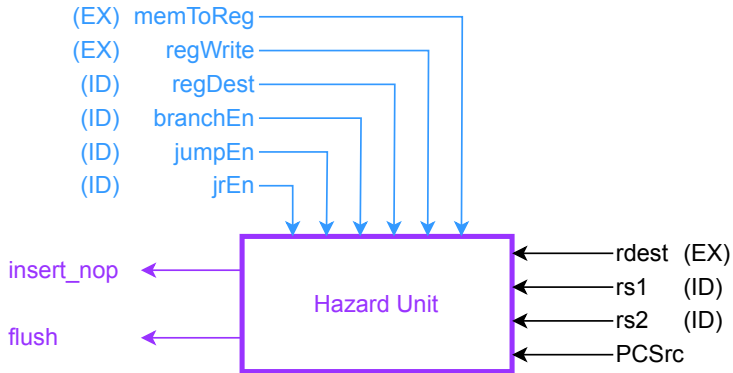 (EX) memToReg
(EX) regWrite
(ID) regDest
(ID) branchEn
(ID) jumpEn
(ID) jrEn
insert_nop
flush
Hazard Unit
rdest (EX)
rs1 (ID)
rs2 (ID)
PCSrc